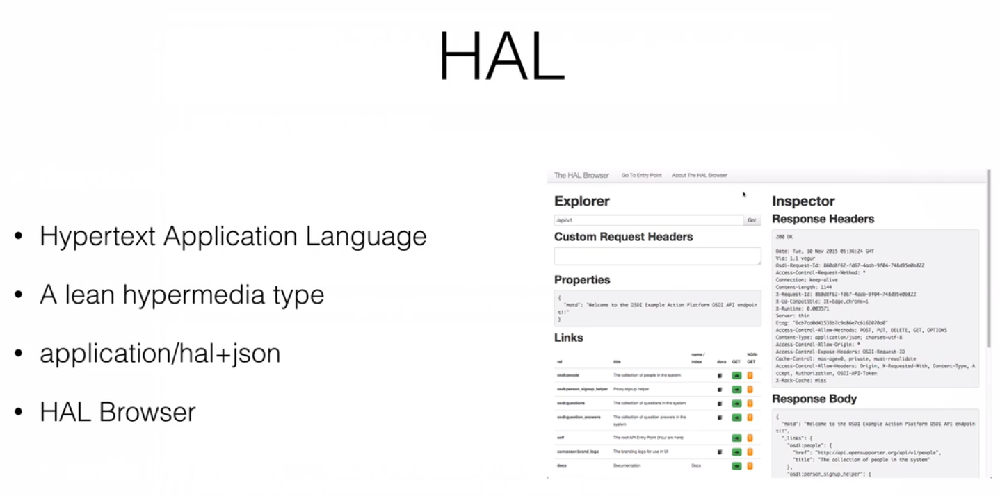 HAL
• Hypertext Application Language
• A lean hypermedia type
• application/hal+json
• HAL Browser
The HAL Browser Go To Entry Point About The HAL Browser
Explorer
/api/v1 Go!
Custom Request Headers
Properties
{
"motd": "Welcome to the OSDI Example Action Platform OSDI API endpoin
t!!"
}
Links
rel title name / index docs GET NON-GET
osdi:people The collection of people in the system
osdi:person_signup_helper Proxy signup helper
osdi:questions The collection of questions in the system
osdi:question_answers The collection of question answers in the
system
self The root API Entry Point (Your are here)
canvasser:brand_logo The branding logo for use in UI
docs Documentation Docs
Inspector
Response Headers
200 OK
Date: Tue, 10 Nov 2015 05:36:24 GMT
Via: 1.1 vegur
Osdi-Request-Id: 860d8f62-fd67-4aab-9f04-748d95e0b822
Access-Control-Request-Method: *
Connection: keep-alive
Content-Length: 1144
X-Request-Id: 860d8f62-fd67-4aab-9f04-748d95e0b822
X-Ua-Compatible: IE=Edge,chrome=1
X-Runtime: 0.003571
Server: thin
Etag: "6cb7cd0d41533b7c9a86e7c6162070a0"
Access-Control-Allow-Methods: POST, PUT, DELETE, GET, OPTIONS
Content-Type: application/json; charset=utf-8
Access-Control-Allow-Origin: *
Access-Control-Expose-Headers: OSDI-Request-ID
Cache-Control: max-age=0, private, must-revalidate
Access-Control-Allow-Headers: Origin, X-Requested-With, Content-Type, A
ccept, Authorization, OSDI-API-Token
X-Rack-Cache: miss
Response Body
{
"motd": "Welcome to the OSDI Example Action Platform OSDI API endpoin
t!!",
"_links": {
"osdi:people": {
"href": "http://api.opensupporter.org/api/v1/people",
"title": "The collection of people in the system"
},
"osdi:person_signup_helper": {